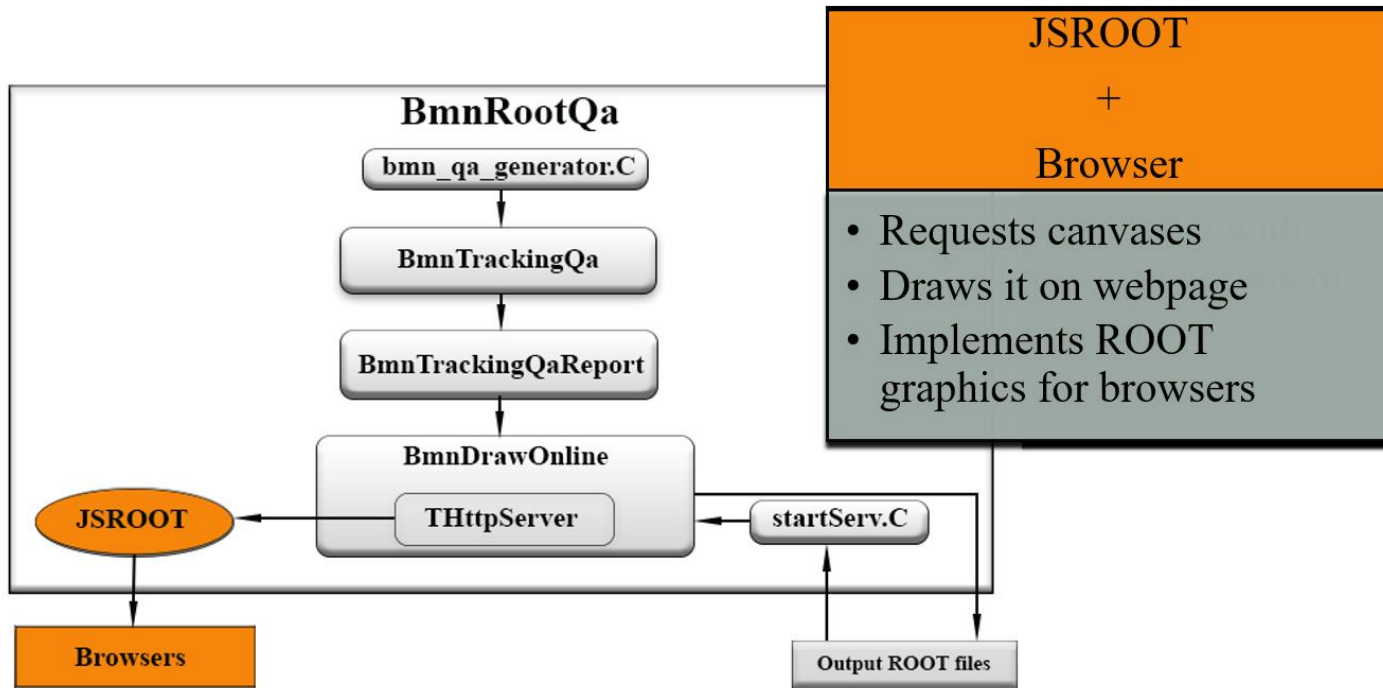 JSROOT
+
Browser
• Requests canvases
• Draws it on webpage
• Implements ROOT
graphics for browsers
BmnRootQa
bmn_qa_generator.C
BmnTrackingQa
BmnTrackingQaReport
BmnDrawOnline
THttpServer
startServ.C
JSROOT
Browsers
Output ROOT files